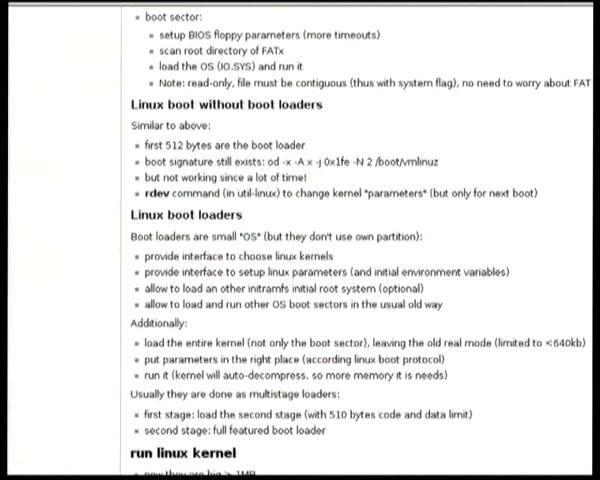 boot sector:
setup BIOS floppy parameters (more timeouts)
scan root directory of FATx
load the OS (IO.SYS) and run it
Note: read-only, file must be contiguous (thus with system flag), no need to worry about FAT
Linux boot without boot loaders
Similar to above:
first 512 bytes are the boot loader
boot signature still exists: od -x -A x -j 0x1fe -N 2 /boot/vmlinuz
but not working since a lot of time!
rdev command (in util-linux) to change kernel "parameters" (but only for next boot)
Linux boot loaders
Boot loaders are small "OS" (but they don't use own partition):
provide interface to choose linux kernels
provide interface to setup linux parameters (and initial environment variables)
allow to load an other initramfs initial root system (optional)
allow to load and run other OS boot sectors in the usual old way
Additionally:
load the entire kernel (not only the boot sector), leaving the old real mode (limited to <640kb)
put parameters in the right place (according linux boot protocol)
run it (kernel will auto-decompress, so more memory it is needs)
Usually they are done as multistage loaders:
first stage: load the second stage (with 510 bytes code and data limit)
second stage: full featured boot loader
run linux kernel
now they are big > 1MB